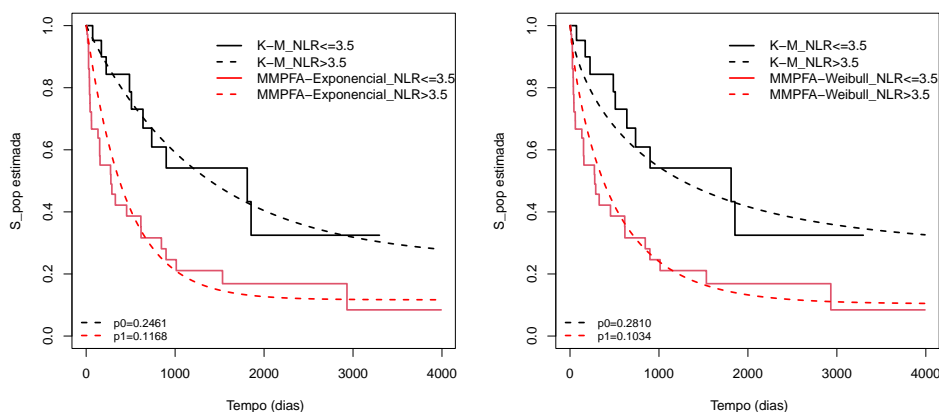 K−M_NLR<=3.5
K−M_NLR>3.5
MMPFA−Exponencial_NLR<=3.5
MMPFA−Exponencial_NLR>3.5
S_pop estimada
1.0
0.8
0.6
0.4
0.2
0.0
p0=0.2461
p1=0.1168
0
1000
2000
3000
4000
Tempo (dias)
K−M_NLR<=3.5
K−M_NLR>3.5
MMPFA−Weibull_NLR<=3.5
MMPFA−Weibull_NLR>3.5
S_pop estimada
1.0
0.8
0.6
0.4
0.2
0.0
p0=0.2810
p1=0.1034
0
1000
2000
3000
4000
Tempo (dias)